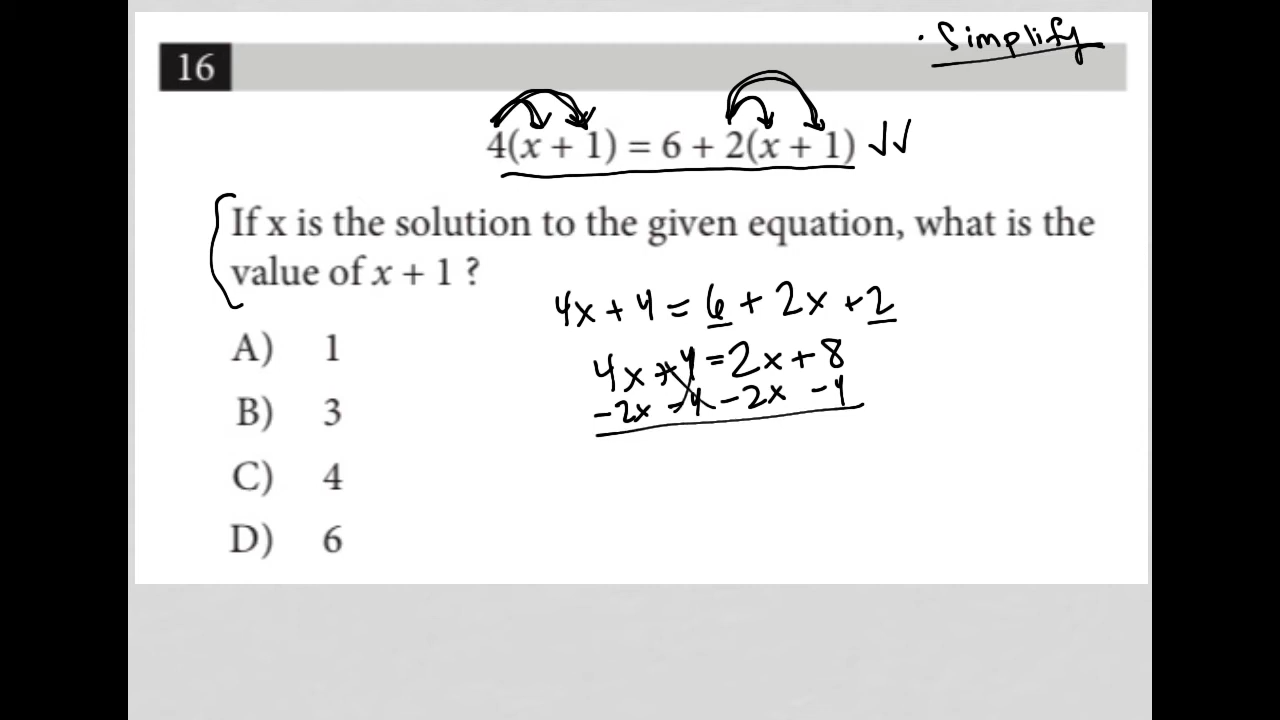 · Simplify
16
4(x + 1) = 6 + 2(x + 1)
If x is the solution to the given equation, what is the
value of x + 1 ?
4x + 4 = 6 + 2x + 2
4x + 4 = 2x + 8
-2x - 4 - 2x - 4
A) 1
B) 3
C) 4
D) 6